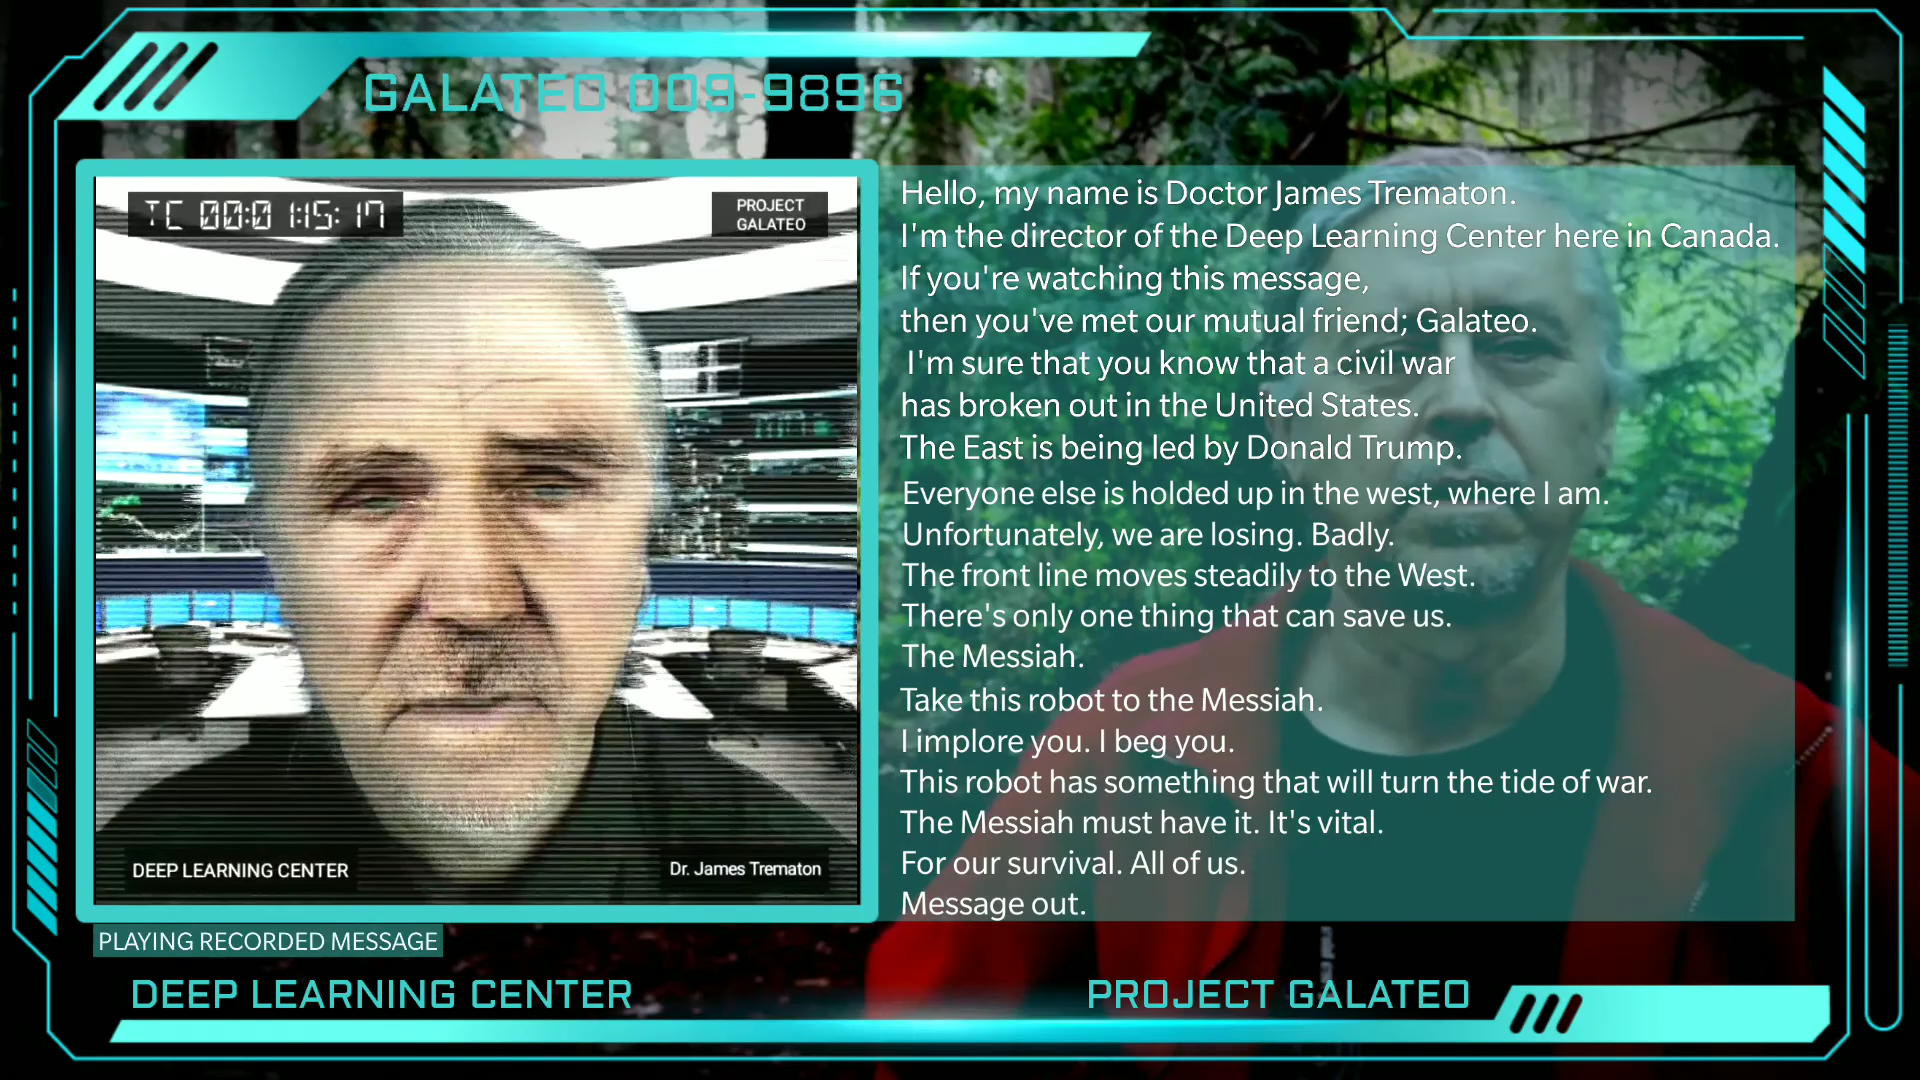 GALATEO 009-9896
TC 00:01:15:17
PROJECT
GALATEO
Hello, my name is Doctor James Trematon.
I'm the director of the Deep Learning Center here in Canada.
If you're watching this message,
then you've met our mutual friend; Galateo.
I'm sure that you know that a civil war
has broken out in the United States.
The East is being led by Donald Trump.
Everyone else is holded up in the west, where I am.
Unfortunately, we are losing. Badly.
The front line moves steadily to the West.
There's only one thing that can save us.
The Messiah.
Take this robot to the Messiah.
I implore you. I beg you.
This robot has something that will turn the tide of war.
The Messiah must have it. It's vital.
For our survival. All of us.
Message out.
DEEP LEARNING CENTER
Dr. James Trematon
PLAYING RECORDED MESSAGE
DEEP LEARNING CENTER
PROJECT GALATEO